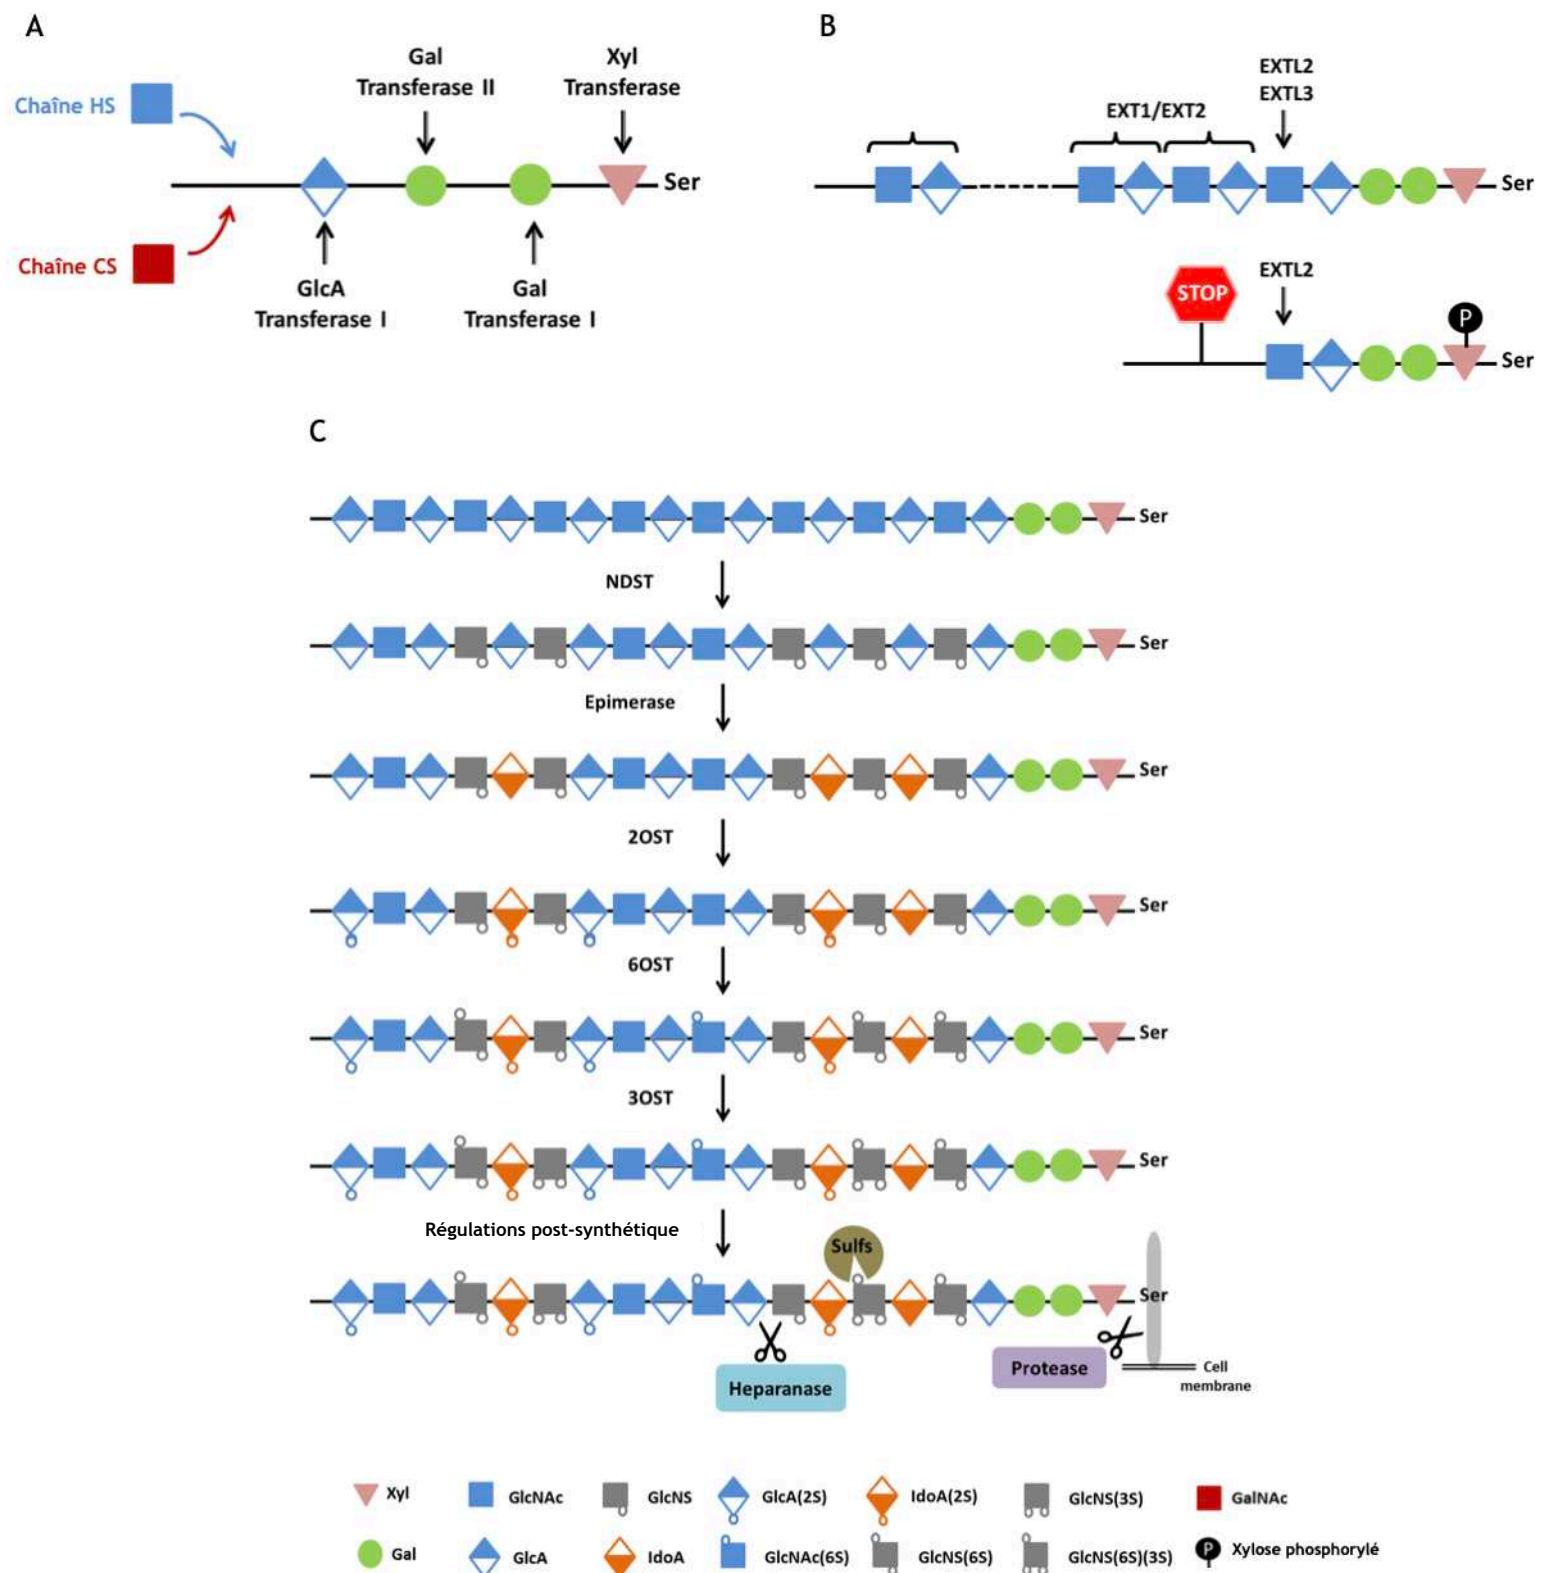 A
Gal
Transferase II
Xyl
Transferase
Chaîne HS
Ser
Chaîne CS
GlcA
Transferase I
Gal
Transferase I
B
EXTL2
EXTL3
EXT1/EXT2
Ser
STOP
EXTL2
P
Ser
C
Ser
NDST
Ser
Epimerase
Ser
2OST
Ser
6OST
Ser
3OST
Ser
Régulations post-synthétique
Sulfs
Ser
Heparanase
Protease
Cell
membrane
Xyl
GlcNAc
GlcNS
GlcA(2S)
IdoA(2S)
GlcNS(3S)
GalNAc
Gal
GlcA
IdoA
GlcNAc(6S)
GlcNS(6S)
GlcNS(6S)(3S)
P
Xylose phosphorylé